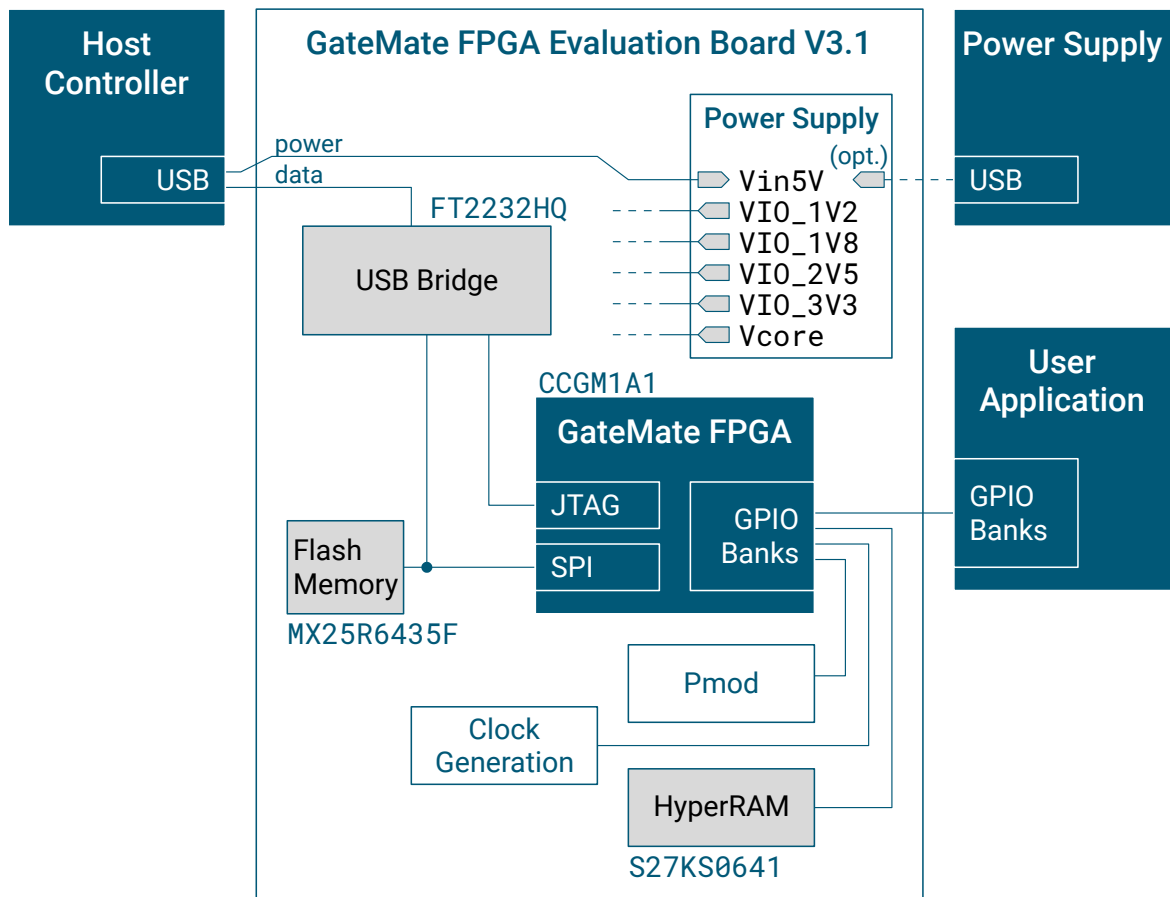 Host
Controller
USB
GateMate FPGA Evaluation Board V3.1
power
data
Power Supply
(opt.)
Vin5V
VIO_1V2
VIO_1V8
VIO_2V5
VIO_3V3
Vcore
Power Supply
USB
FT2232HQ
USB Bridge
CCGM1A1
GateMate FPGA
JTAG
SPI
GPIO
Banks
User
Application
GPIO
Banks
Flash
Memory
MX25R6435F
Pmod
Clock
Generation
HyperRAM
S27KS0641